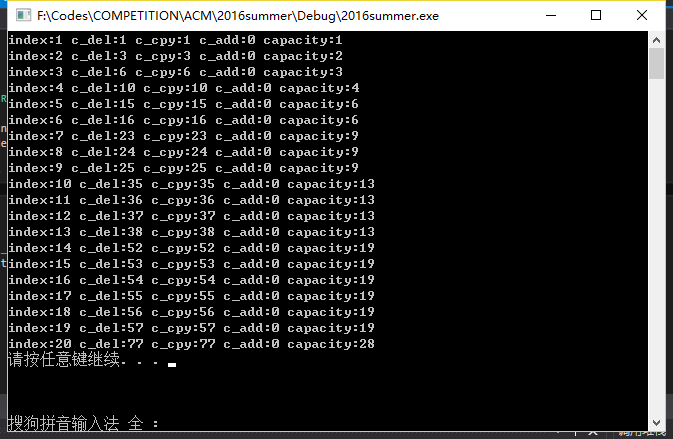 F:\Codes\COMPETITION\ACM\2016summer\Debug\2016summer.exe
index:1 c_del:1 c_cpy:1 c_add:0 capacity:1
index:2 c_del:3 c_cpy:3 c_add:0 capacity:2
index:3 c_del:6 c_cpy:6 c_add:0 capacity:3
index:4 c_del:10 c_cpy:10 c_add:0 capacity:4
index:5 c_del:15 c_cpy:15 c_add:0 capacity:6
index:6 c_del:16 c_cpy:16 c_add:0 capacity:6
index:7 c_del:23 c_cpy:23 c_add:0 capacity:9
index:8 c_del:24 c_cpy:24 c_add:0 capacity:9
index:9 c_del:25 c_cpy:25 c_add:0 capacity:9
index:10 c_del:35 c_cpy:35 c_add:0 capacity:13
index:11 c_del:36 c_cpy:36 c_add:0 capacity:13
index:12 c_del:37 c_cpy:37 c_add:0 capacity:13
index:13 c_del:38 c_cpy:38 c_add:0 capacity:13
index:14 c_del:52 c_cpy:52 c_add:0 capacity:19
index:15 c_del:53 c_cpy:53 c_add:0 capacity:19
index:16 c_del:54 c_cpy:54 c_add:0 capacity:19
index:17 c_del:55 c_cpy:55 c_add:0 capacity:19
index:18 c_del:56 c_cpy:56 c_add:0 capacity:19
index:19 c_del:57 c_cpy:57 c_add:0 capacity:19
index:20 c_del:77 c_cpy:77 c_add:0 capacity:28
请按任意键继续. . .
搜狗拼音输入法 全 :